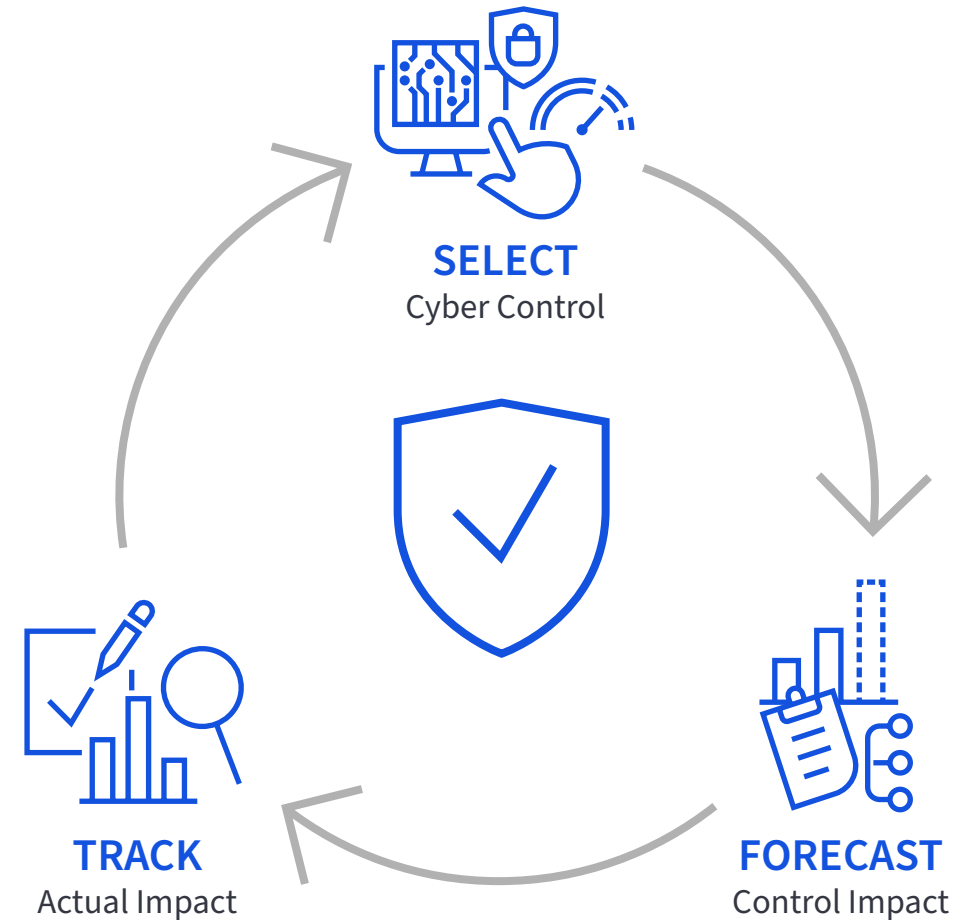 SELECT
Cyber Control
FORECAST
Control Impact
TRACK
Actual Impact